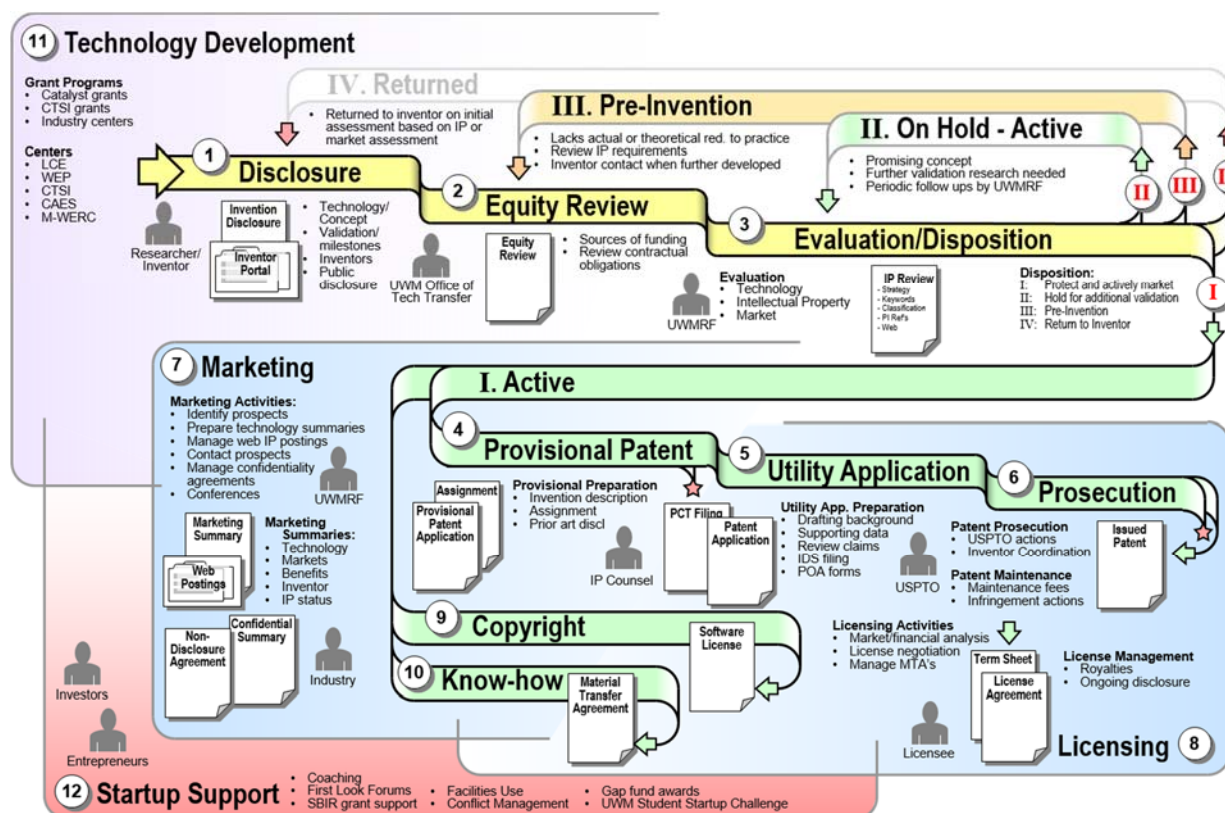 11 Technology Development
Grant Programs
• Catalyst grants
• CTSI grants
• Industry centers
Centers
• LCE
• WEP
• CTSI
• CAES
• M-WERC
IV. Returned
• Returned to inventor on initial
assessment based on IP or
market assessment
III. Pre-Invention
• Lacks actual or theoretical red. to practice
• Review IP requirements
• Inventor contact when further developed
II. On Hold - Active
• Promising concept
• Further validation research needed
• Periodic follow ups by UWMRF
II
III
1 Disclosure
Researcher/
Inventor
Invention
Disclosure
Inventor
Portal
• Technology/
Concept
• Validation/
milestones
• Inventors
• Public
disclosure
2 Equity Review
UWM Office of
Tech Transfer
Equity
Review
• Sources of funding
• Review contractual
obligations
3 Evaluation/Disposition
UWMRF
Evaluation
• Technology
• Intellectual Property
• Market
IP Review
- Strategy
- Keywords
- Classification
- PI Ref's
- Web
Disposition:
I: Protect and actively market
II: Hold for additional validation
III: Pre-Invention
IV: Return to Inventor
I
7 Marketing
Marketing Activities:
• Identify prospects
• Prepare technology summaries
• Manage web IP postings
• Contact prospects
• Manage confidentiality
agreements
• Conferences
UWMRF
Marketing
Summary
Web
Postings
Marketing
Summaries:
• Technology
• Markets
• Benefits
• Inventor
• IP status
Non-
Disclosure
Agreement
Confidential
Summary
Industry
I. Active
4 Provisional Patent
Assignment
Provisional
Patent
Application
Provisional Preparation
• Invention description
• Assignment
• Prior art discl
IP Counsel
5 Utility Application
PCT Filing
Patent
Application
Utility App. Preparation
• Drafting background
• Supporting data
• Review claims
• IDS filing
• POA forms
USPTO
6 Prosecution
Patent Prosecution
• USPTO actions
• Inventor Coordination
Patent Maintenance
• Maintenance fees
• Infringement actions
Issued
Patent
9 Copyright
Software
License
10 Know-how
Material
Transfer
Agreement
Licensing Activities
• Market/financial analysis
• License negotiation
• Manage MTA's
Term Sheet
License
Agreement
License Management
• Royalties
• Ongoing disclosure
Licensee
Licensing 8
Investors
Entrepreneurs
12 Startup Support
• Coaching
• First Look Forums
• SBIR grant support
• Facilities Use
• Conflict Management
• Gap fund awards
• UWM Student Startup Challenge